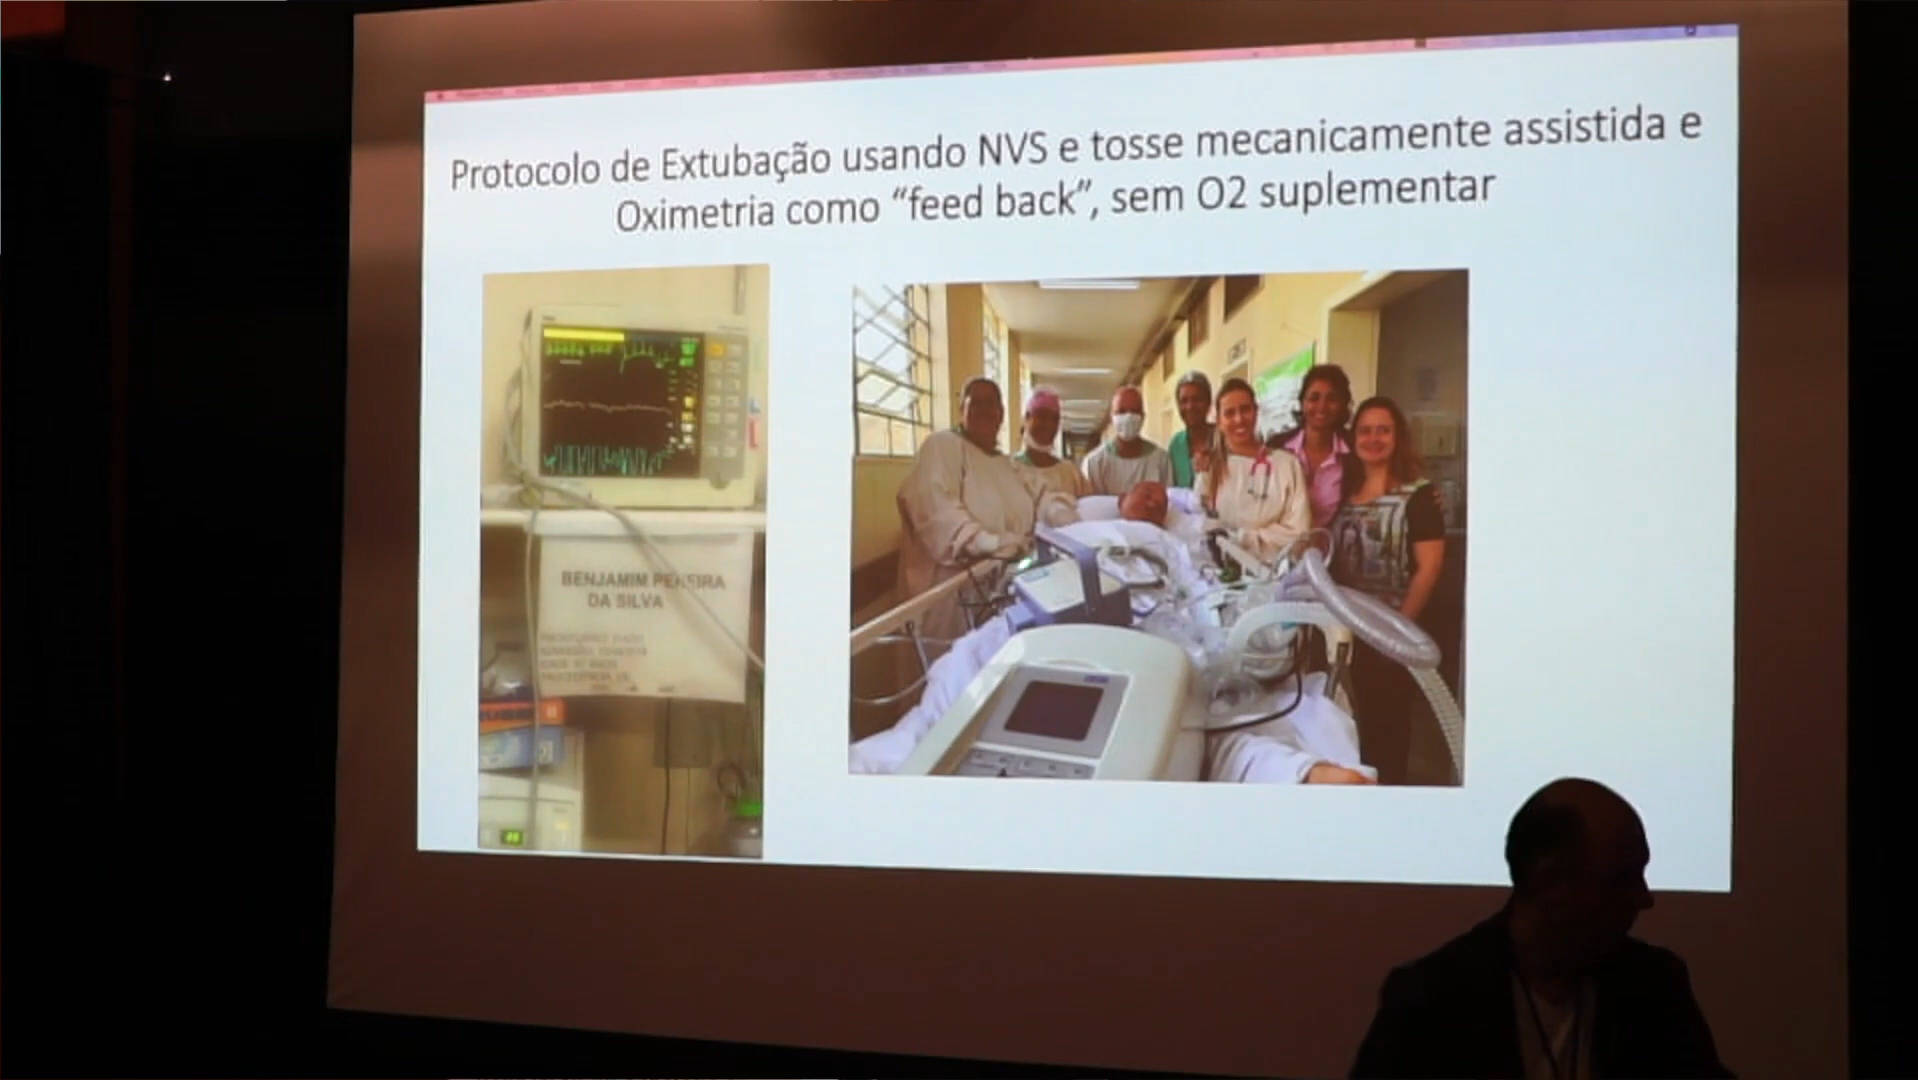 Protocolo de Extubação usando NVS e tosse mecanicamente assistida e
Oximetria como “feed back”, sem O2 suplementar
BENJAMIM PEREIRA
DA SILVA